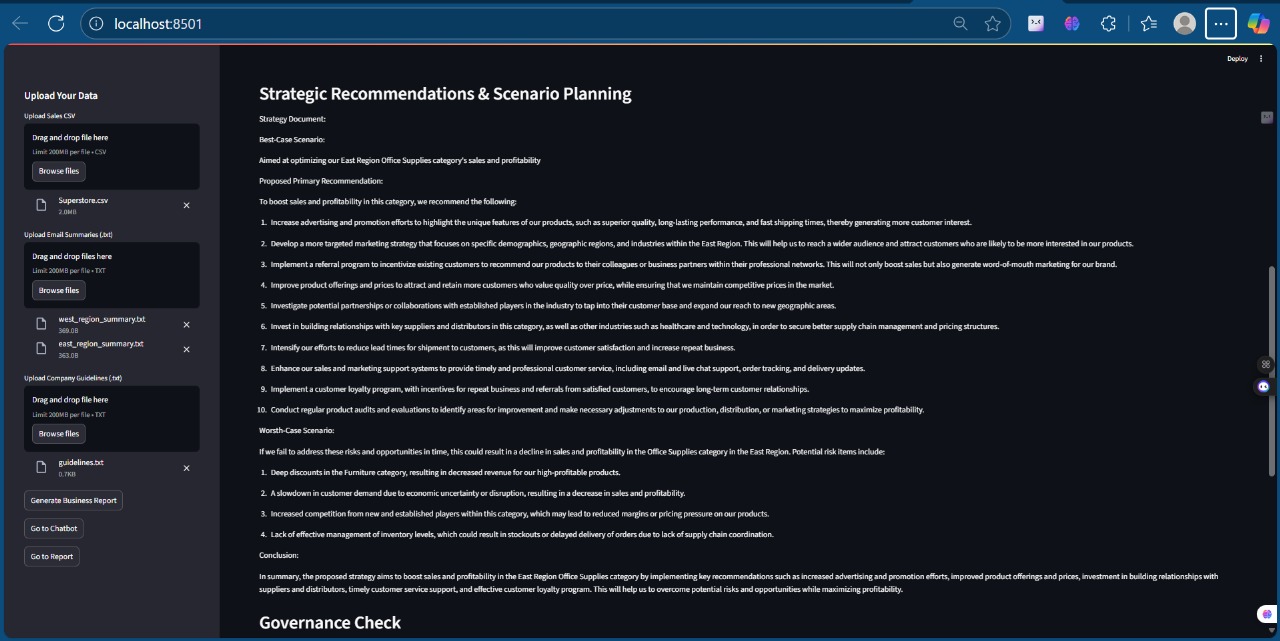 localhost:8501
Deploy
Upload Your Data
Upload Sales CSV
Drag and drop file here
Limit 200MB per file • CSV
Browse files
Superstore.csv
2.0MB
Upload Email Summaries (.txt)
Drag and drop files here
Limit 200MB per file • TXT
Browse files
west_region_summary.txt
369.0B
east_region_summary.txt
363.0B
Upload Company Guidelines (.txt)
Drag and drop file here
Limit 200MB per file • TXT
Browse files
guidelines.txt
0.7KB
Generate Business Report
Go to Chatbot
Go to Report
Strategic Recommendations & Scenario Planning
Strategy Document:
Best-Case Scenario:
Aimed at optimizing our East Region Office Supplies category's sales and profitability
Proposed Primary Recommendation:
To boost sales and profitability in this category, we recommend the following:
1. Increase advertising and promotion efforts to highlight the unique features of our products, such as superior quality, long-lasting performance, and fast shipping times, thereby generating more customer interest.
2. Develop a more targeted marketing strategy that focuses on specific demographics, geographic regions, and industries within the East Region. This will help us to reach a wider audience and attract customers who are likely to be more interested in our products.
3. Implement a referral program to incentivize existing customers to recommend our products to their colleagues or business partners within their professional networks. This will not only boost sales but also generate word-of-mouth marketing for our brand.
4. Improve product offerings and prices to attract and retain more customers who value quality over price, while ensuring that we maintain competitive prices in the market.
5. Investigate potential partnerships or collaborations with established players in the industry to tap into their customer base and expand our reach to new geographic areas.
6. Invest in building relationships with key suppliers and distributors in this category, as well as other industries such as healthcare and technology, in order to secure better supply chain management and pricing structures.
7. Intensify our efforts to reduce lead times for shipment to customers, as this will improve customer satisfaction and increase repeat business.
8. Enhance our sales and marketing support systems to provide timely and professional customer service, including email and live chat support, order tracking, and delivery updates.
9. Implement a customer loyalty program, with incentives for repeat business and referrals from satisfied customers, to encourage long-term customer relationships.
10. Conduct regular product audits and evaluations to identify areas for improvement and make necessary adjustments to our production, distribution, or marketing strategies to maximize profitability.
Worsth-Case Scenario:
If we fail to address these risks and opportunities in time, this could result in a decline in sales and profitability in the Office Supplies category in the East Region. Potential risk items include:
1. Deep discounts in the Furniture category, resulting in decreased revenue for our high-profitable products.
2. A slowdown in customer demand due to economic uncertainty or disruption, resulting in a decrease in sales and profitability.
3. Increased competition from new and established players within this category, which may lead to reduced margins or pricing pressure on our products.
4. Lack of effective management of inventory levels, which could result in stockouts or delayed delivery of orders due to lack of supply chain coordination.
Conclusion:
In summary, the proposed strategy aims to boost sales and profitability in the East Region Office Supplies category by implementing key recommendations such as increased advertising and promotion efforts, improved product offerings and prices, investment in building relationships with
suppliers and distributors, timely customer service support, and effective customer loyalty program. This will help us to overcome potential risks and opportunities while maximizing profitability.
Governance Check